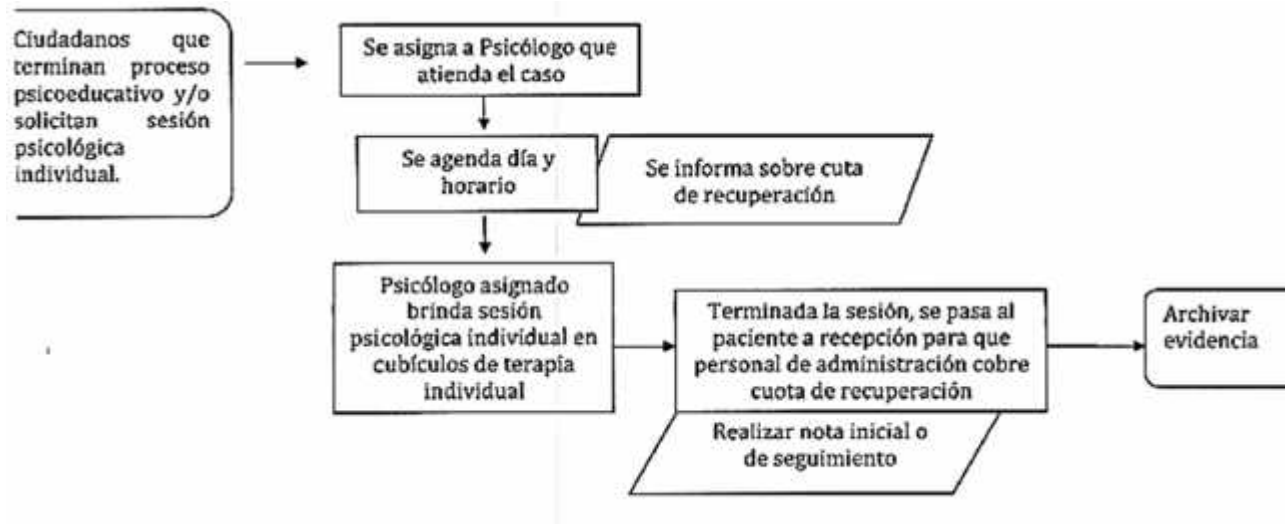 Ciudadanos que
terminan proceso
psicoeducativo y/o
solicitan sesión
psicológica
individual.
Se asigna a Psicólogo que
atienda el caso
Se agenda día y
horario
Se informa sobre cuta
de recuperación
Psicólogo asignado
brinda sesión
psicológica individual en
cubículos de terapia
individual
Terminada la sesión, se pasa al
paciente a recepción para que
personal de administración cobre
cuota de recuperación
Realizar nota inicial o
de seguimiento
Archivar
evidencia